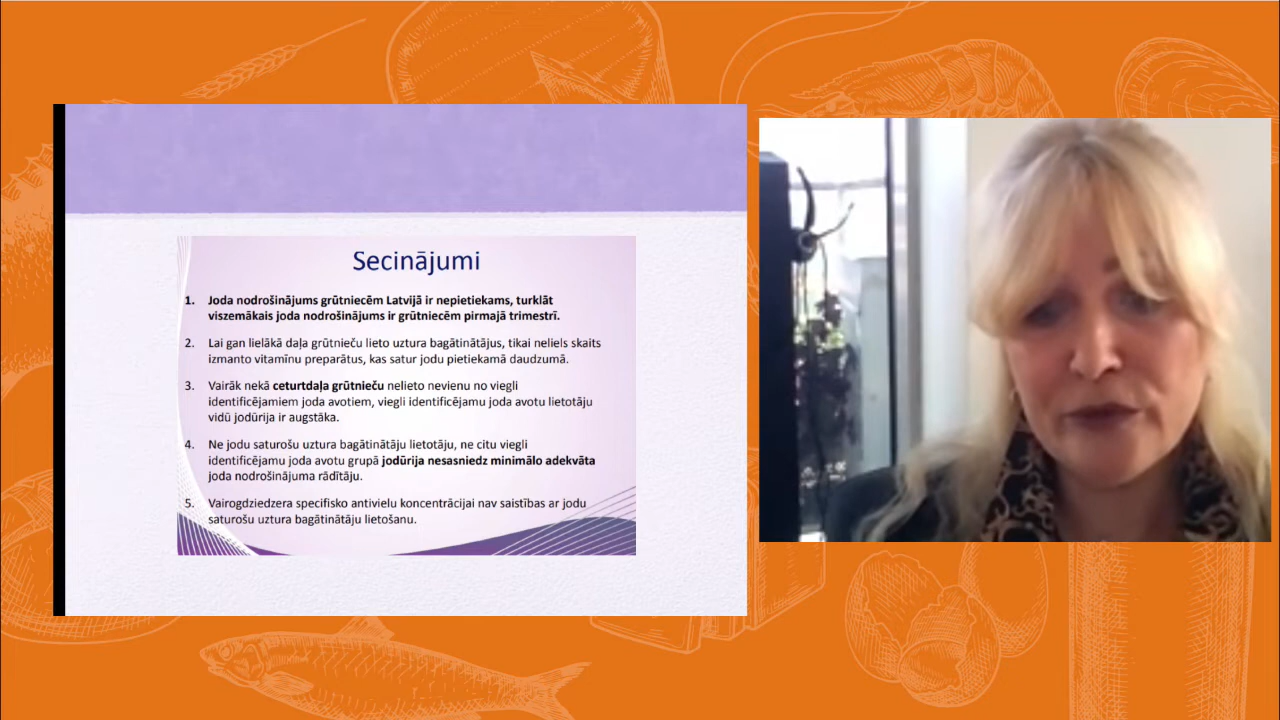 Secinājumi
1. Joda nodrošinājums grūtniecēm Latvijā ir nepietiekams, turklāt
viszemākais joda nodrošinājums ir grūtniecēm pirmajā trimestrī.
2. Lai gan lielākā daļa grūtnieču lieto uztura bagātinātājus, tikai neliels skaits
izmanto vitamīnu preparātus, kas satur jodu pietiekamā daudzumā.
3. Vairāk nekā ceturtdaļa grūtnieču nelieto nevienu no viegli
identificējamiem joda avotiem, viegli identificējamu joda avotu lietotāju
vidū jodūrija ir augstāka.
4. Ne jodu saturošu uztura bagātinātāju lietotāju, ne citu viegli
identificējamu joda avotu grupā jodūrija nesasniedz minimālo adekvāta
joda nodrošinājuma rādītāju.
5. Vairogdziedzera specifisko antivielu koncentrācijai nav saistības ar jodu
saturošu uztura bagātinātāju lietošanu.